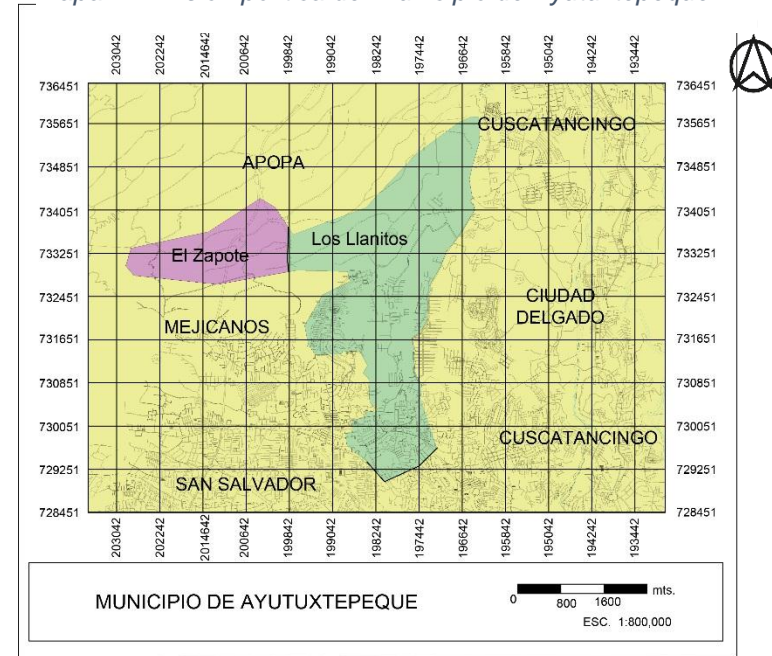 203042 202242 2014642 200642 199842 199042 198242 197442 196642 195842 195042 194242 193442
736451 736451
735651 CUSCATANCINGO 735651
734851 APOPA 734851
734051 734051
733251 El Zapote Los Llanitos 733251
732451 CIUDAD 732451
DELGADO
731651 MEJICANOS 731651
730851 730851
730051 CUSCATANCINGO 730051
729251 729251
SAN SALVADOR
728451 728451
203042 202242 2014642 200642 199842 199042 198242 197442 196642 195842 195042 194242 193442
MUNICIPIO DE AYUTUXTEPEQUE
0 800 1600 mts.
ESC. 1:800,000